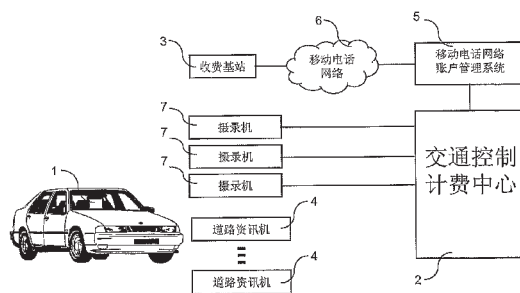 6
5
3
收费基站
移动电话
网络
移动电话网络
账户管理系统
7
摄录机
7
摄录机
7
摄录机
交通控制
计费中心
1
4
道路资讯机
4
道路资讯机
2